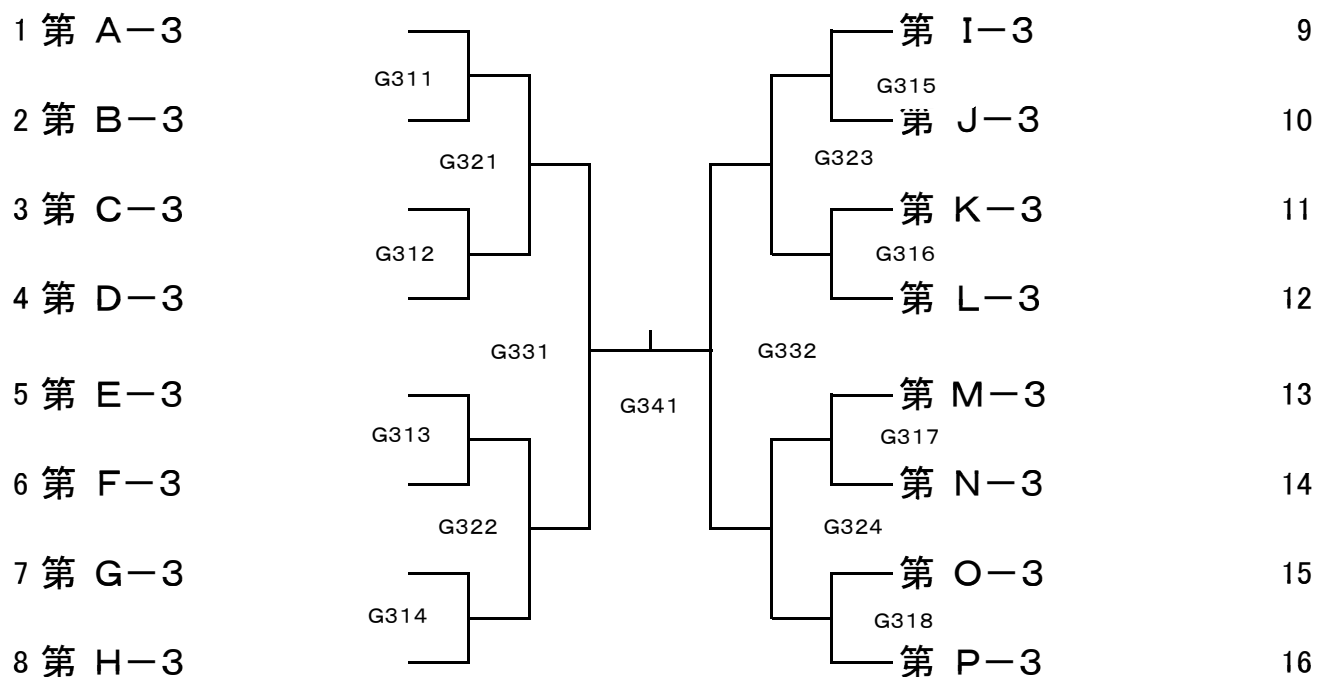 1 第 A－3
G311
2 第 B－3
G321
3 第 C－3
G312
4 第 D－3
G331
5 第 E－3
G313
6 第 F－3
G322
7 第 G－3
G314
8 第 H－3
G341
第 I－3 9
G315
第 J－3 10
G323
第 K－3 11
G316
第 L－3 12
G332
第 M－3 13
G317
第 N－3 14
G324
第 O－3 15
G318
第 P－3 16